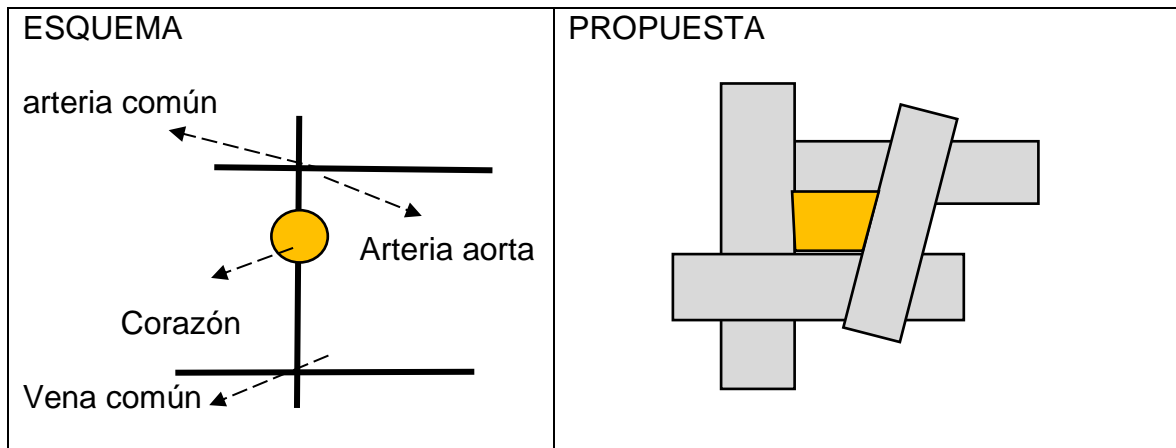 ESQUEMA
PROPUESTA
arteria común
Arteria aorta
Corazón
Vena común